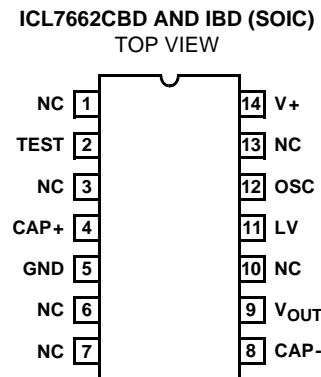 ICL7662CBD AND IBD (SOIC)
TOP VIEW
NC 1
TEST 2
NC 3
CAP+ 4
GND 5
NC 6
NC 7
14 V+
13 NC
12 OSC
11 LV
10 NC
9 VOUT
8 CAP-